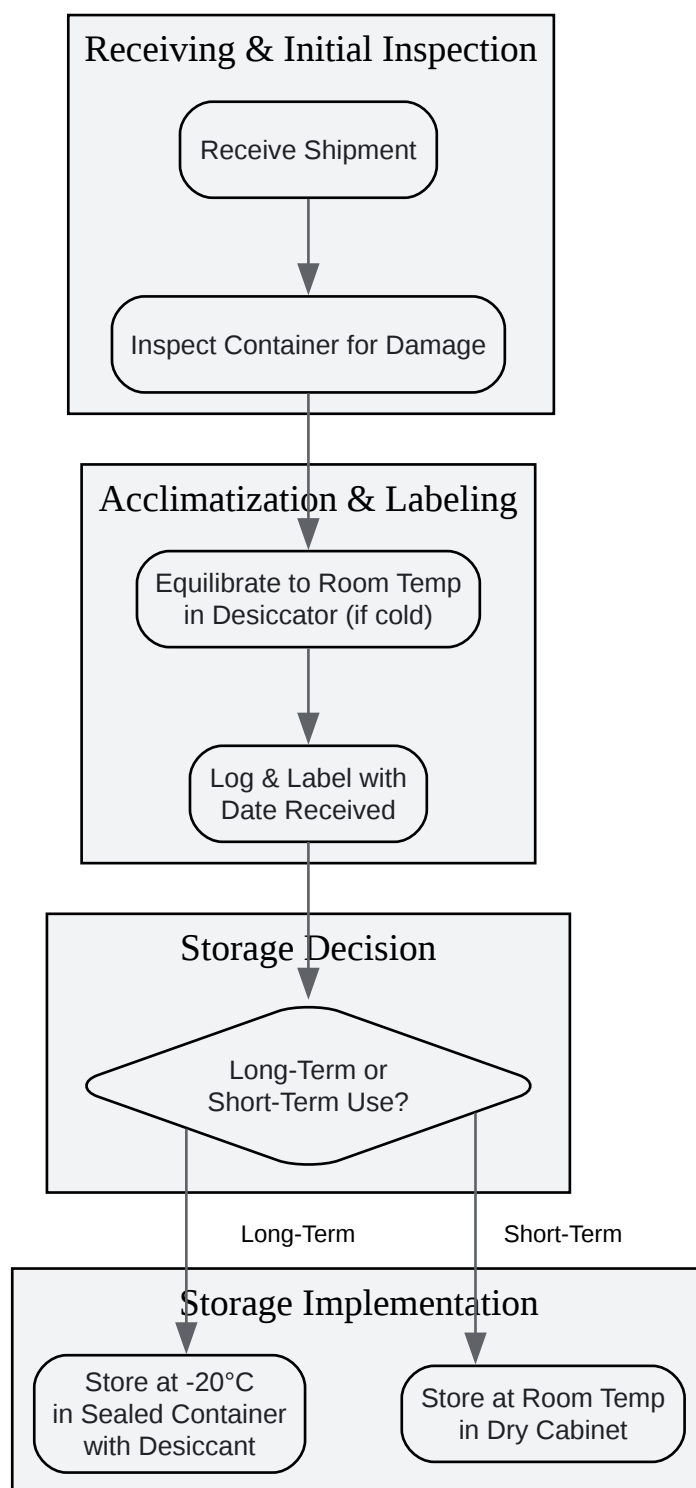 Receiving & Initial Inspection
Receive Shipment
Inspect Container for Damage
Acclimatization & Labeling
Equilibrate to Room Temp
in Desiccator (if cold)
Log & Label with
Date Received
Storage Decision
Long-Term or
Short-Term Use?
Long-Term
Short-Term
Storage Implementation
Store at -20°C
in Sealed Container
with Desiccant
Store at Room Temp
in Dry Cabinet